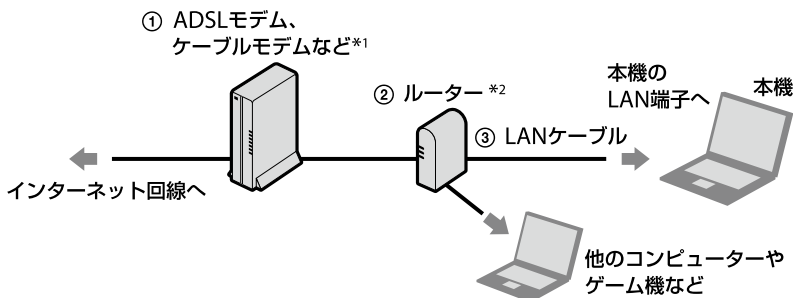 ① ADSLモデム、
ケーブルモデムなど*1
② ルーター *2
③ LANケーブル
本機の
LAN端子へ
本機
インターネット回線へ
他のコンピューターや
ゲーム機など